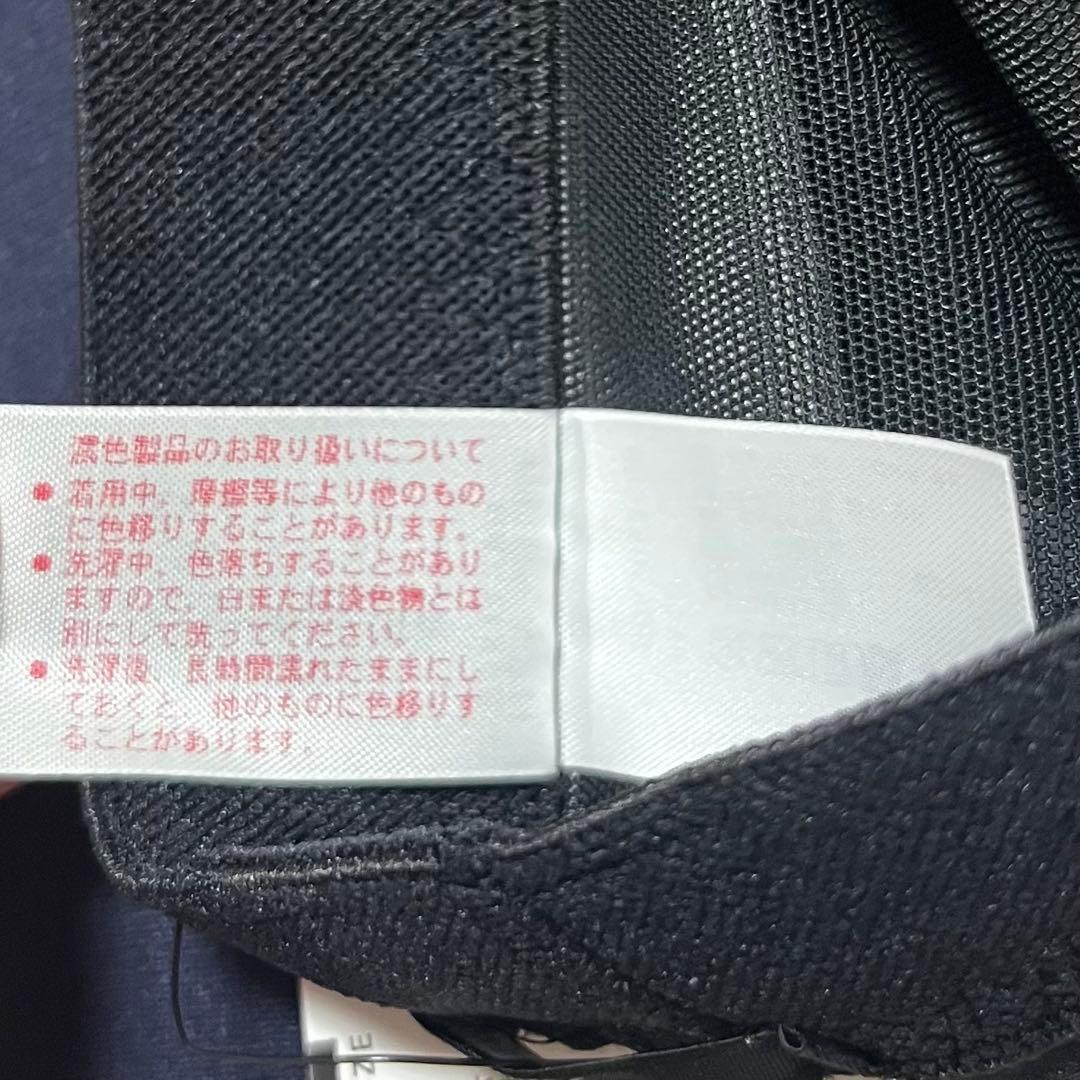 濃色製品のお取り扱いについて
● 着用中、摩擦等により他のもの
に色移りすることがあります。
● 洗濯中、色落ちすることがあり
ますので、白または淡色物とは
別にして洗ってください。
● 洗濯後、長時間濡れたままにし
ておくと、他のものに色移りす
ることがあります。
ZE